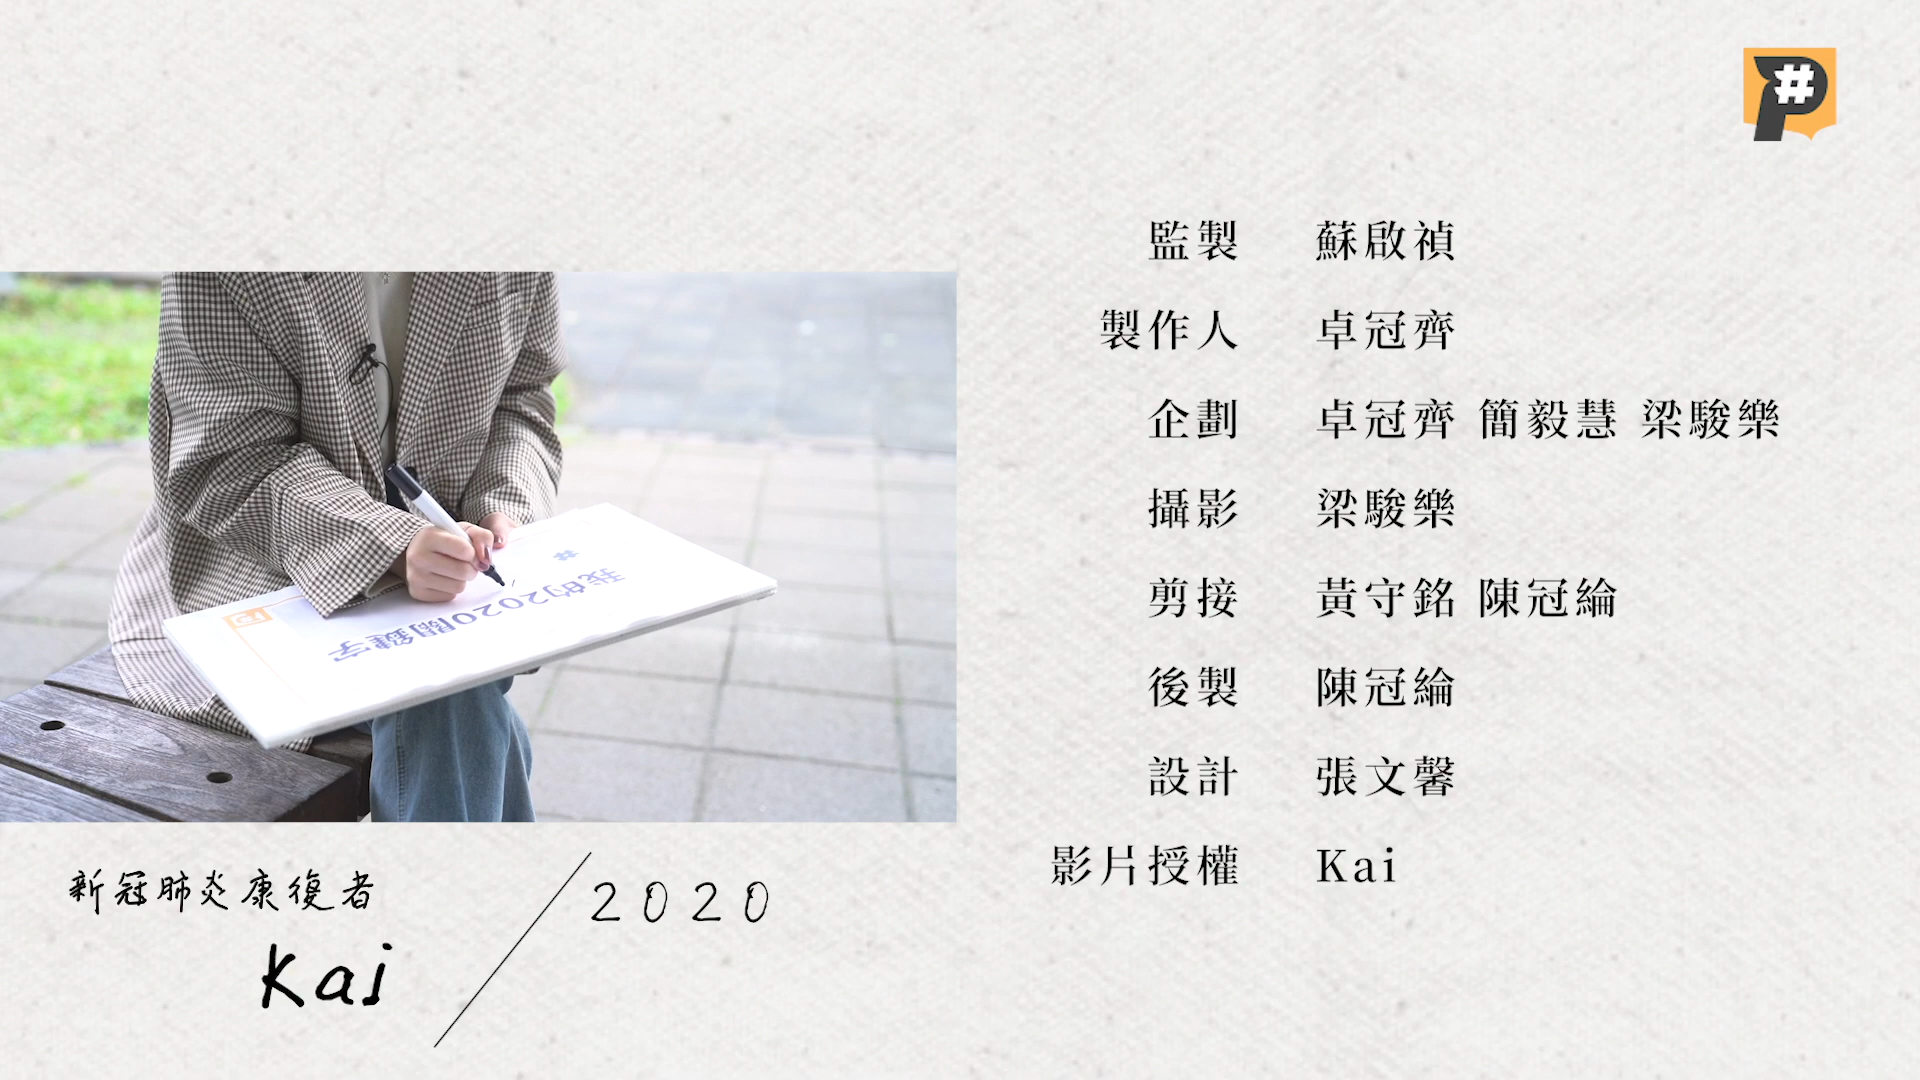 P#
監製 蘇啟禎
製作人 卓冠齊
企劃 卓冠齊 簡毅慧 梁駿樂
攝影 梁駿樂
剪接 黃守銘 陳冠綸
後製 陳冠綸
設計 張文馨
影片授權 Kai
#
我的2020關鍵字
新冠肺炎康復者
Kai
2020